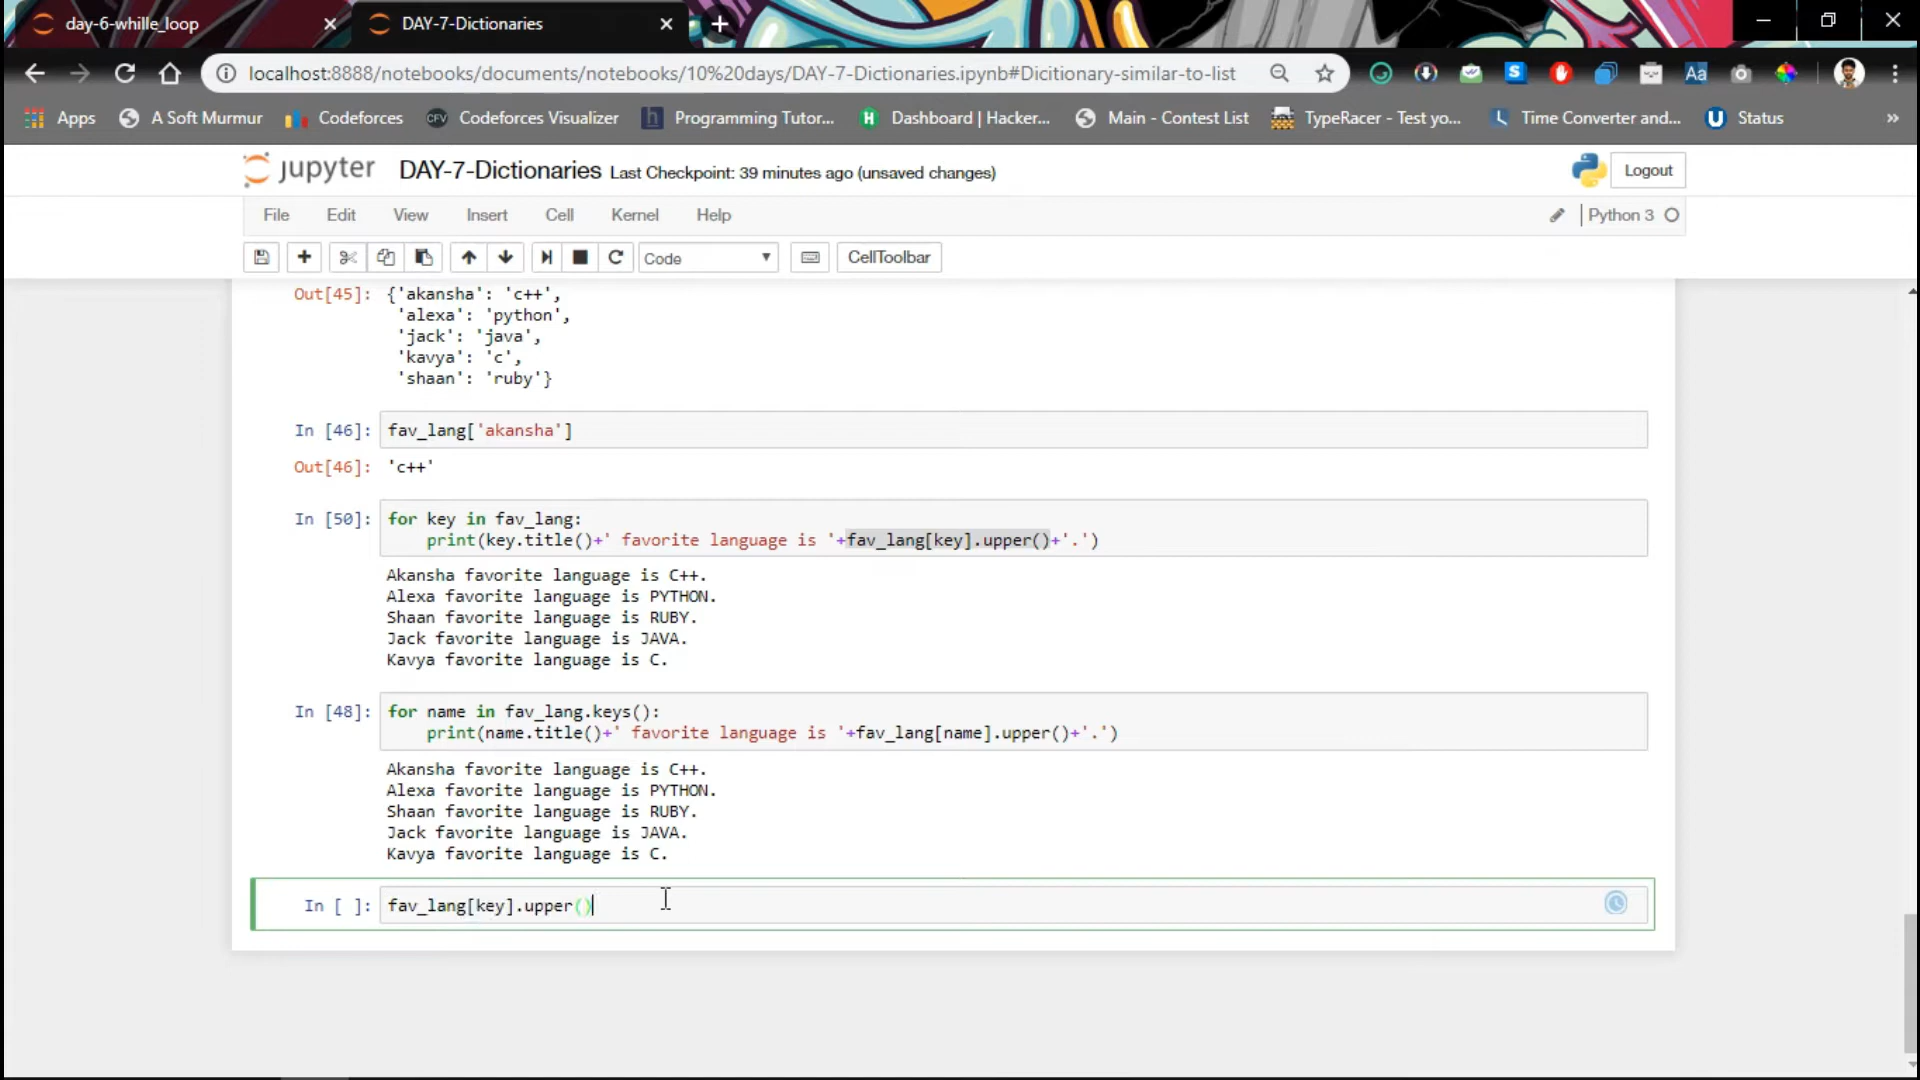 day-6-whille_loop
DAY-7-Dictionaries
localhost:8888/notebooks/documents/notebooks/10%20days/DAY-7-Dictionaries.ipynb#Dicitionary-similar-to-list
Apps A Soft Murmur Codeforces CFV Codeforces Visualizer h Programming Tutor... H Dashboard | Hacker... Main - Contest List TypeRacer - Test yo... Time Converter and... U Status »
jupyter DAY-7-Dictionaries Last Checkpoint: 39 minutes ago (unsaved changes) Logout
File Edit View Insert Cell Kernel Help Python 3
Code CellToolbar
Out[45]: {'akansha': 'c++',
'alexa': 'python',
'jack': 'java',
'kavya': 'c',
'shaan': 'ruby'}
In [46]: fav_lang['akansha']
Out[46]: 'c++'
In [50]: for key in fav_lang:
print(key.title()+' favorite language is '+fav_lang[key].upper()+'.')
Akansha favorite language is C++.
Alexa favorite language is PYTHON.
Shaan favorite language is RUBY.
Jack favorite language is JAVA.
Kavya favorite language is C.
In [48]: for name in fav_lang.keys():
print(name.title()+' favorite language is '+fav_lang[name].upper()+'.')
Akansha favorite language is C++.
Alexa favorite language is PYTHON.
Shaan favorite language is RUBY.
Jack favorite language is JAVA.
Kavya favorite language is C.
In [ ]: fav_lang[key].upper()